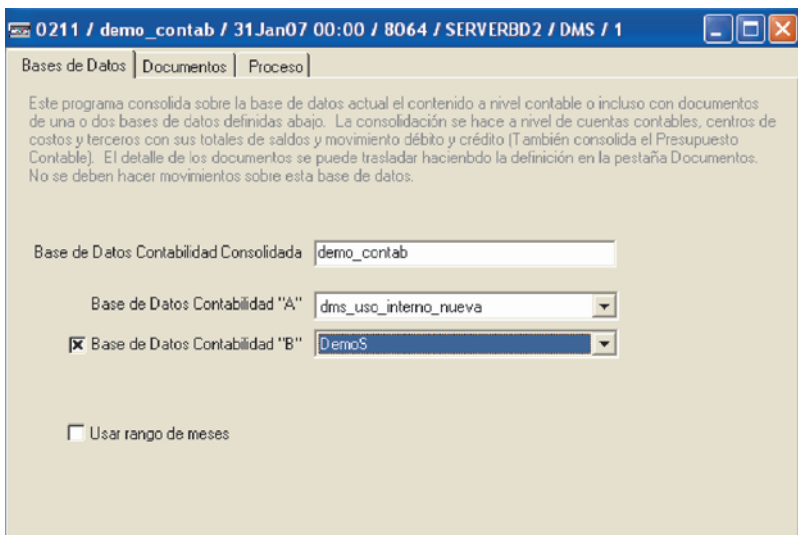 0211 / demo_contab / 31Jan07 00:00 / 8064 / SERVERBD2 / DMS / 1
Bases de Datos Documentos Proceso
Este programa consolida sobre la base de datos actual el contenido a nivel contable o incluso con documentos
de una o dos bases de datos definidas abajo. La consolidación se hace a nivel de cuentas contables, centros de
costos y terceros con sus totales de saldos y movimiento débito y crédito (También consolida el Presupuesto
Contable). El detalle de los documentos se puede trasladar hacienbdo la definición en la pestaña Documentos.
No se deben hacer movimientos sobre esta base de datos.
Base de Datos Contabilidad Consolidada demo_contab
Base de Datos Contabilidad "A" dms_uso_interno_nueva
Base de Datos Contabilidad "B" DemoS
Usar rango de meses